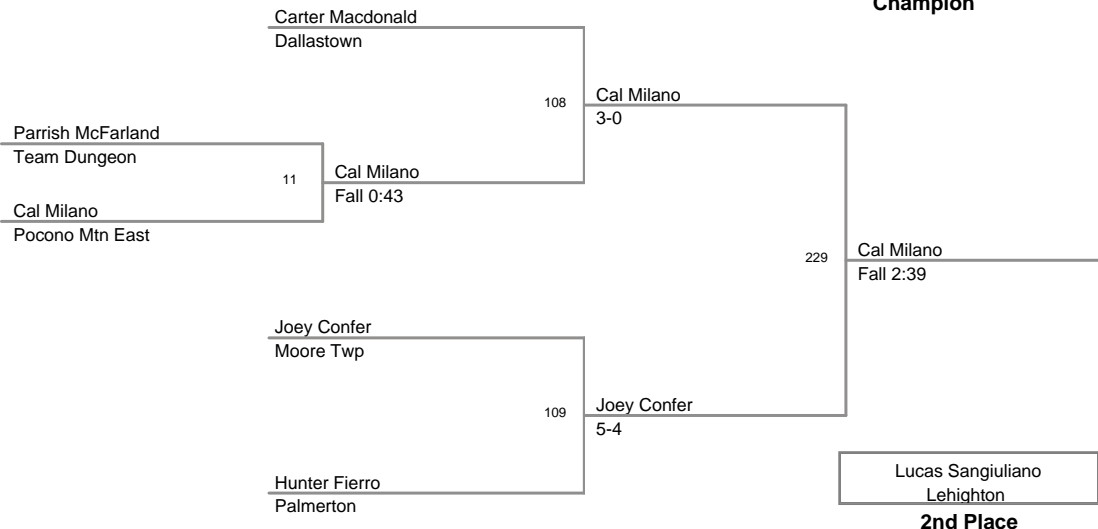 Champion
Carter Macdonald
Dallastown
108
Cal Milano
3-0
Parrish McFarland
Team Dungeon
11
Cal Milano
Fall 0:43
Cal Milano
Pocono Mtn East
229
Cal Milano
Fall 2:39
Joey Confer
Moore Twp
109
Joey Confer
5-4
Hunter Fierro
Palmerton
Lucas Sangiuliano
Lehighton
2nd Place